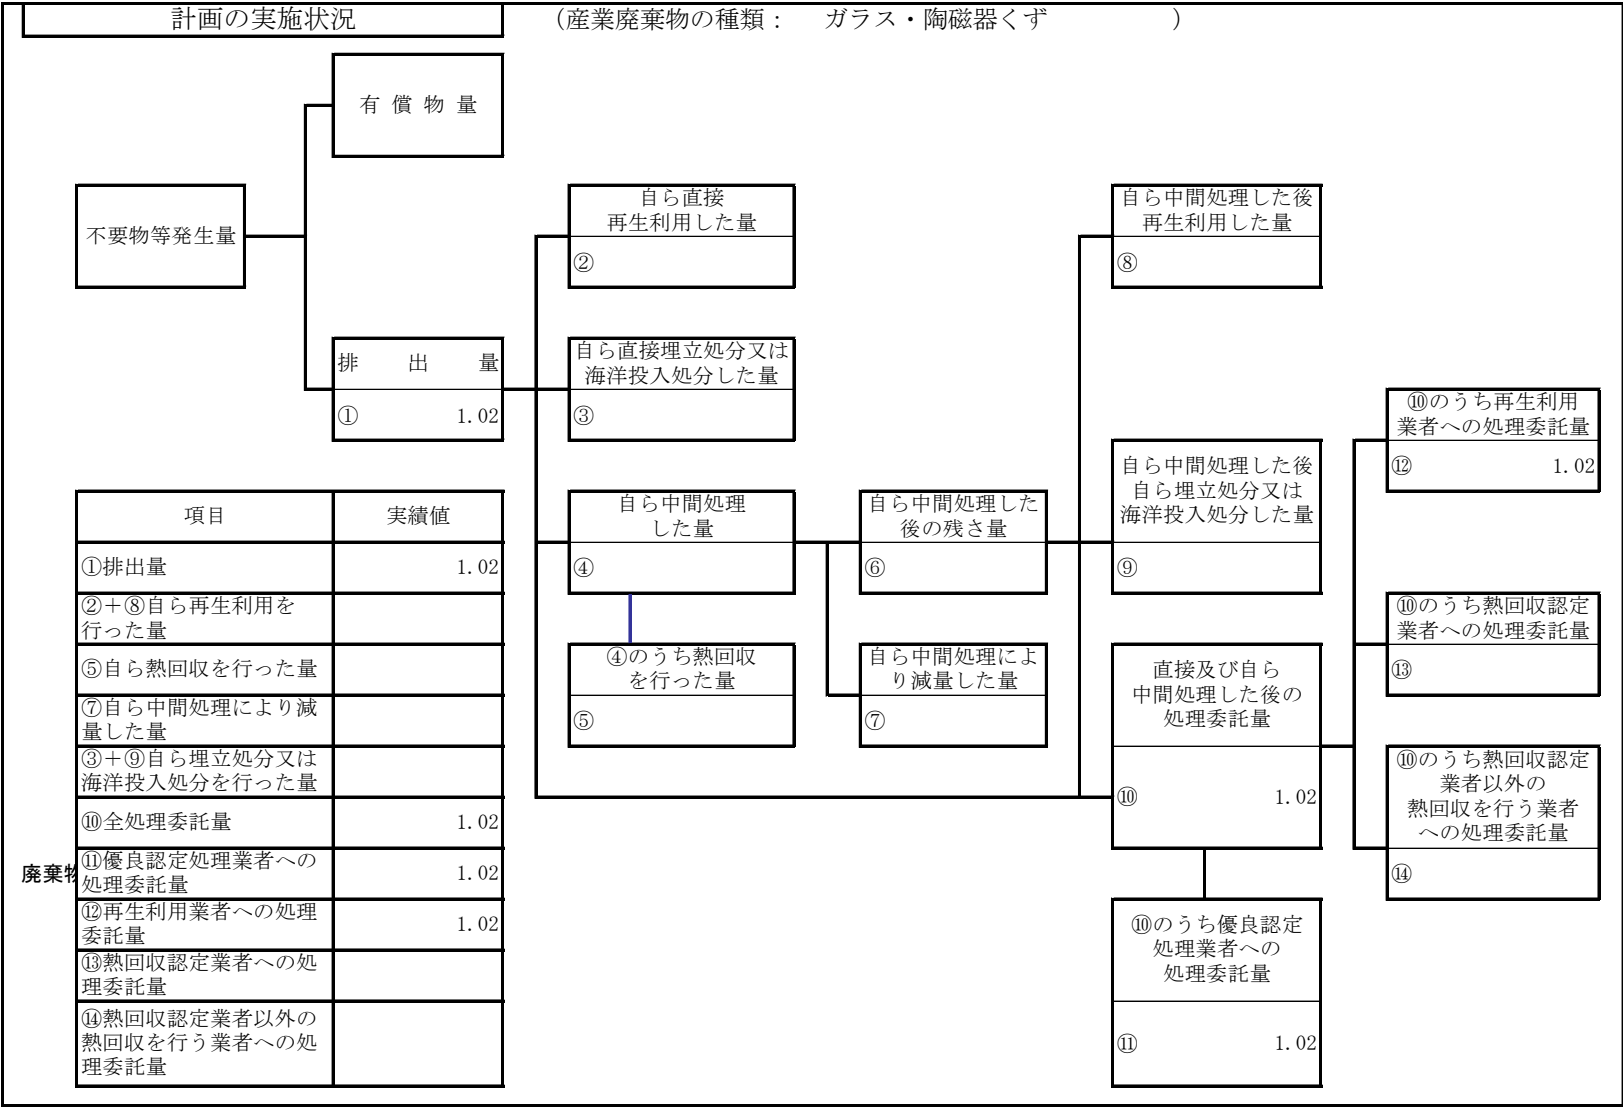 計画の実施状況
(産業廃棄物の種類: ガラス・陶磁器くず )
有 償 物 量
不要物等発生量
自ら直接
再生利用した量
②
自ら中間処理した後
再生利用した量
⑧
排 出 量
① 1.02
自ら直接埋立処分又は
海洋投入処分した量
③
⑩のうち再生利用
業者への処理委託量
⑫ 1.02
自ら中間処理した後
自ら埋立処分又は
海洋投入処分した量
⑨
自ら中間処理
した量
④
自ら中間処理した
後の残さ量
⑥
⑩のうち熱回収認定
業者への処理委託量
⑬
④のうち熱回収
を行った量
⑤
自ら中間処理によ
り減量した量
⑦
直接及び自ら
中間処理した後の
処理委託量
⑩ 1.02
⑩のうち熱回収認定
業者以外の
熱回収を行う業者
への処理委託量
⑭
⑩のうち優良認定
処理業者への
処理委託量
⑪ 1.02
項目 実績値
①排出量 1.02
②+⑧自ら再生利用を
行った量
⑤自ら熱回収を行った量
⑦自ら中間処理により減
量した量
③+⑨自ら埋立処分又は
海洋投入処分を行った量
⑩全処理委託量 1.02
⑪優良認定処理業者への
処理委託量 1.02
⑫再生利用業者への処理
委託量 1.02
⑬熱回収認定業者への処
理委託量
⑭熱回収認定業者以外の
熱回収を行う業者への処
理委託量
廃棄物